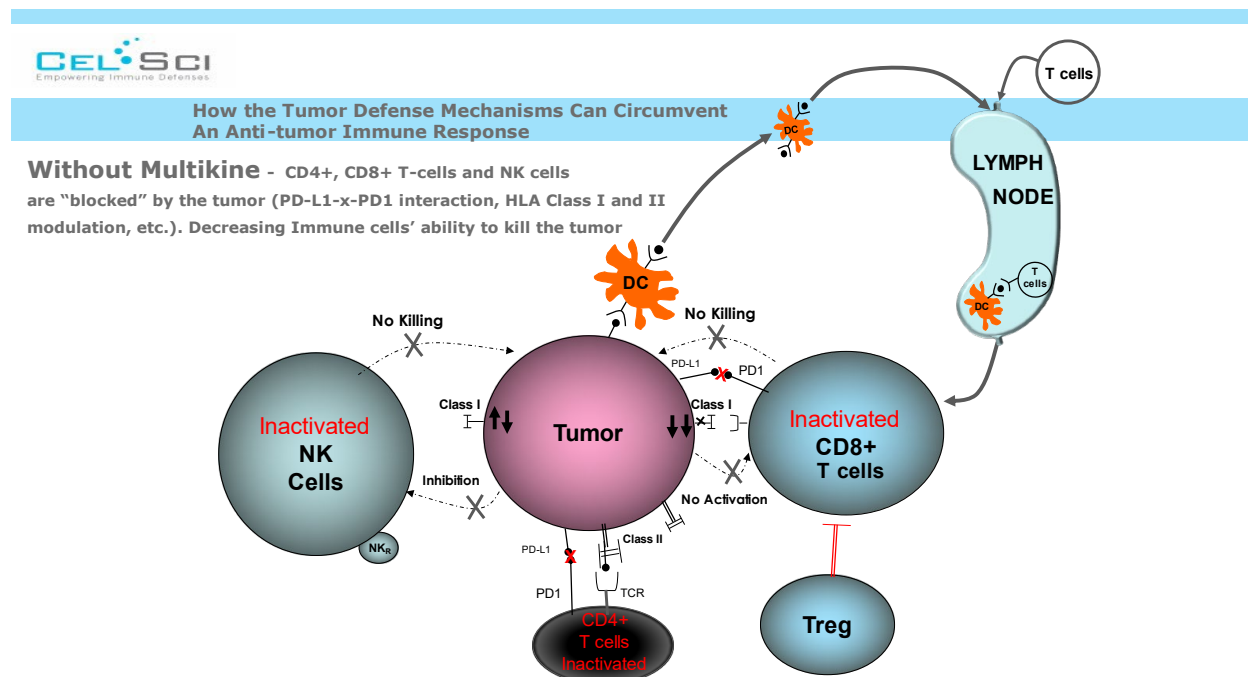 CEL SCI
Empowering Immune Defenses
How the Tumor Defense Mechanisms Can Circumvent
An Anti-tumor Immune Response
Without Multikine - CD4+, CD8+ T-cells and NK cells
are “blocked” by the tumor (PD-L1-x-PD1 interaction, HLA Class I and II
modulation, etc.). Decreasing Immune cells’ ability to kill the tumor
T cells
DC
LYMPH
NODE
DC
T
cells
DC
No Killing
No Killing
PD-L1
PD1
Class I
Class I
Inactivated
NK
Cells
Tumor
Inactivated
CD8+
T cells
Inhibition
No Activation
NKR
PD-L1
Class II
PD1
TCR
CD4+
T cells
Inactivated
Treg